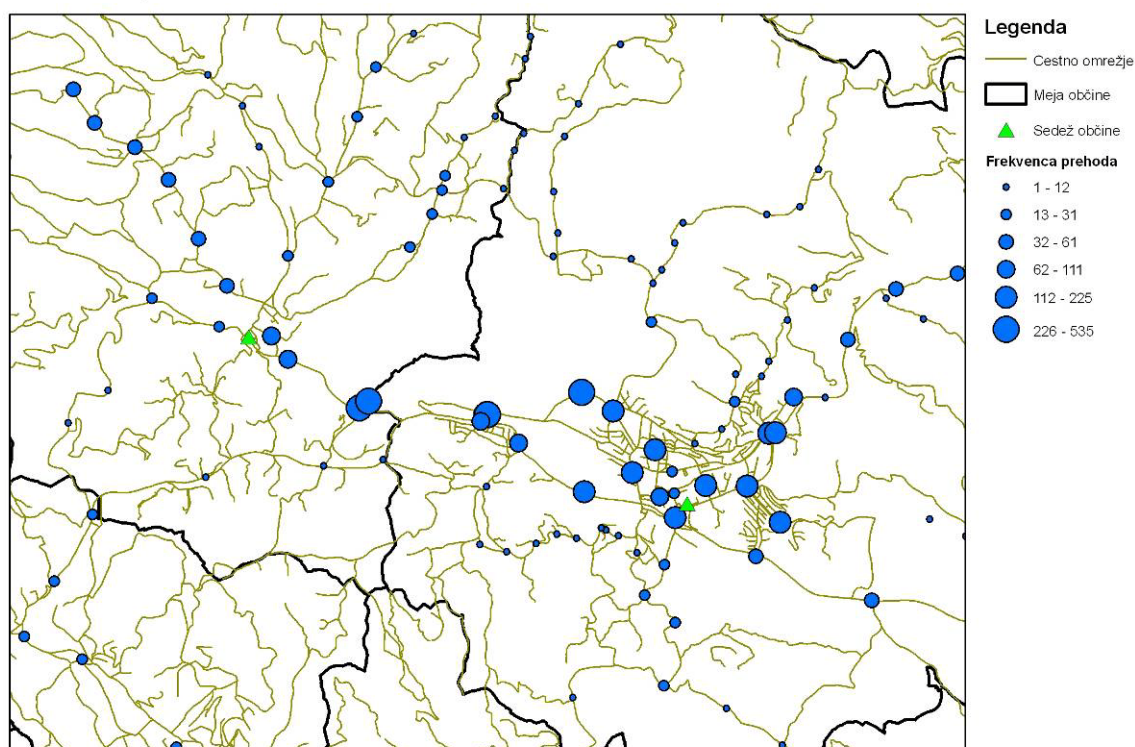 Legenda
Cestno omrežje
Meja občine
Sedež občine
Frekvenca prehoda
1 - 12
13 - 31
32 - 61
62 - 111
112 - 225
226 - 535